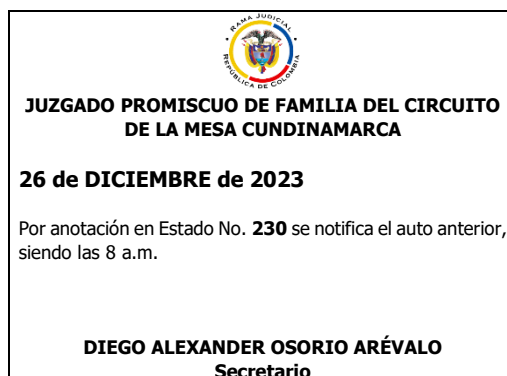 RAMA JUDICIAL
REPÚBLICA DE COLOMBIA
JUZGADO PROMISCUO DE FAMILIA DEL CIRCUITO
DE LA MESA CUNDINAMARCA
26 de DICIEMBRE de 2023
Por anotación en Estado No. 230 se notifica el auto anterior,
siendo las 8 a.m.
DIEGO ALEXANDER OSORIO ARÉVALO
Secretario